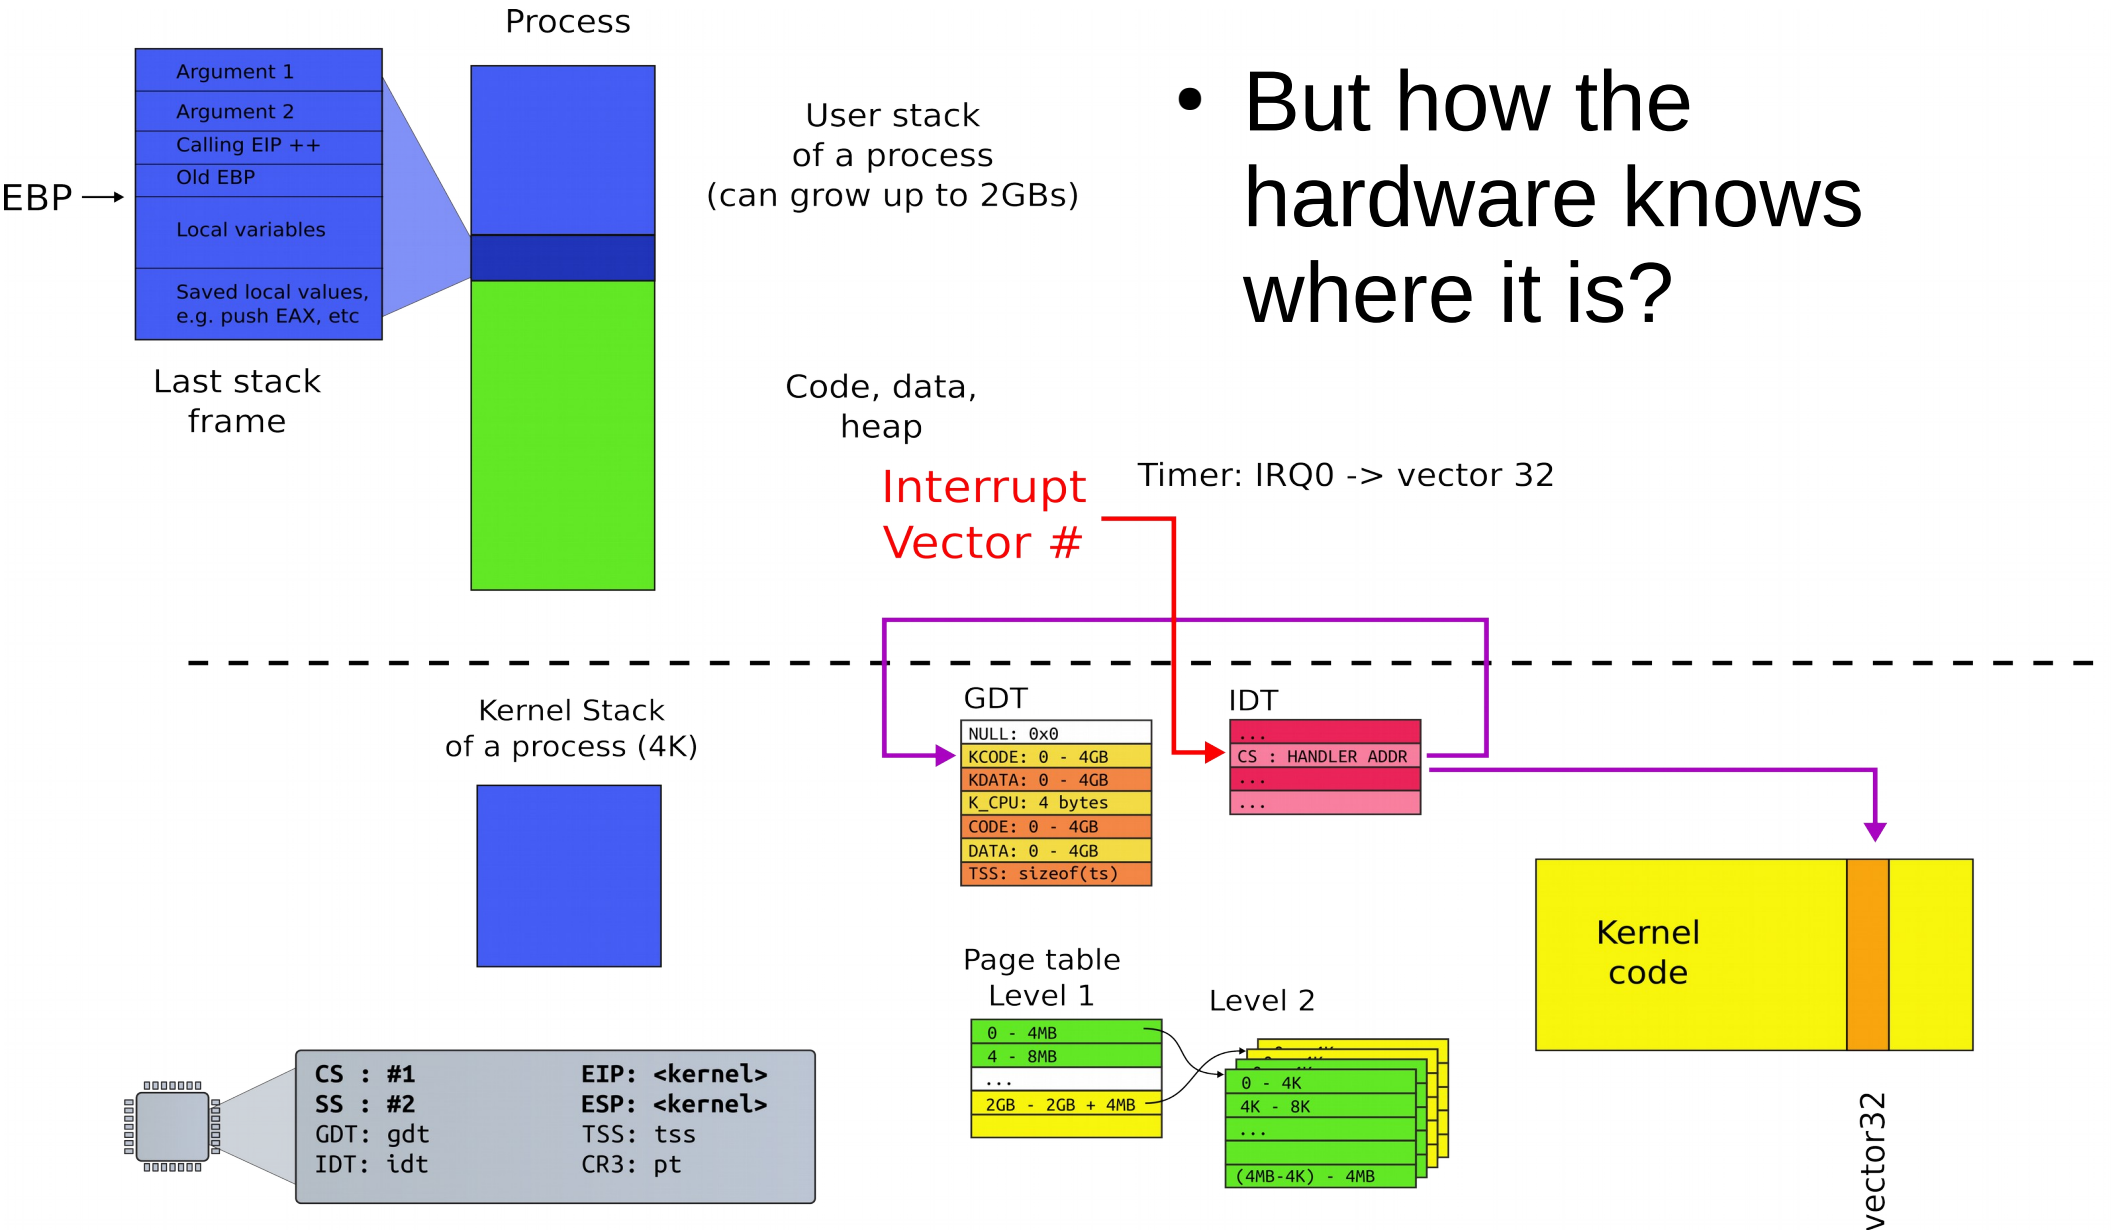 Process
Argument 1
Argument 2
Calling EIP ++
Old EBP
EBP
Local variables
Saved local values,
e.g. push EAX, etc
Last stack
frame
User stack
of a process
(can grow up to 2GBs)
• But how the
hardware knows
where it is?
Code, data,
heap
Interrupt
Vector #
Timer: IRQ0 -> vector 32
Kernel Stack
of a process (4K)
GDT
NULL: 0x0
KCODE: 0 - 4GB
KDATA: 0 - 4GB
K_CPU: 4 bytes
CODE: 0 - 4GB
DATA: 0 - 4GB
TSS: sizeof(ts)
IDT
...
CS : HANDLER ADDR
...
...
Kernel
code
vector32
Page table
Level 1
0 - 4MB
4 - 8MB
...
2GB - 2GB + 4MB
Level 2
0 - 4K
4K - 8K
...
(4MB-4K) - 4MB
CS : #1 EIP: <kernel>
SS : #2 ESP: <kernel>
GDT: gdt TSS: tss
IDT: idt CR3: pt